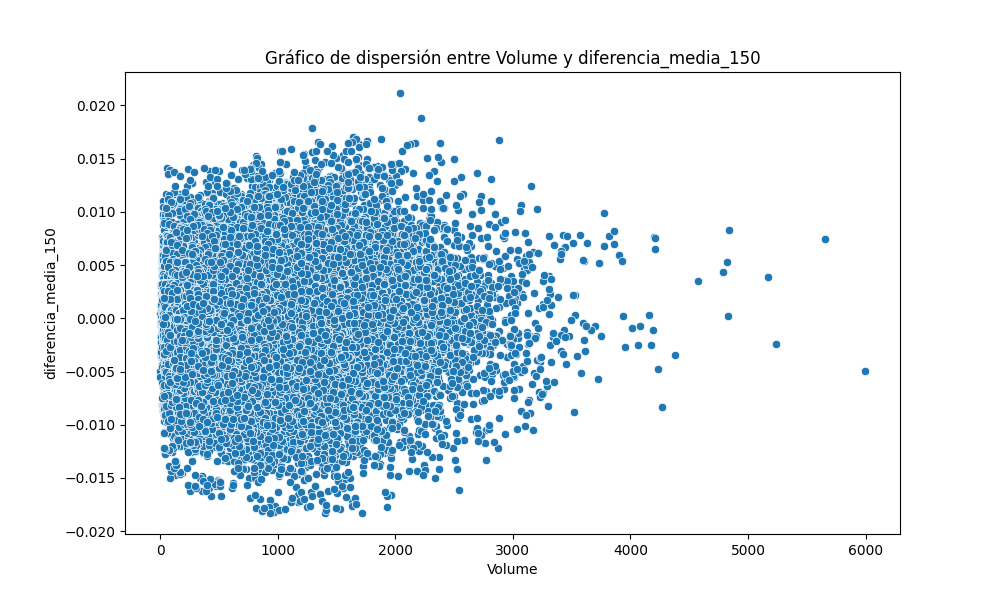 Gráfico de dispersión entre Volume y diferencia_media_150
diferencia_media_150
0.020
0.015
0.010
0.005
0.000
−0.005
−0.010
−0.015
−0.020
0 1000 2000 3000 4000 5000 6000
Volume